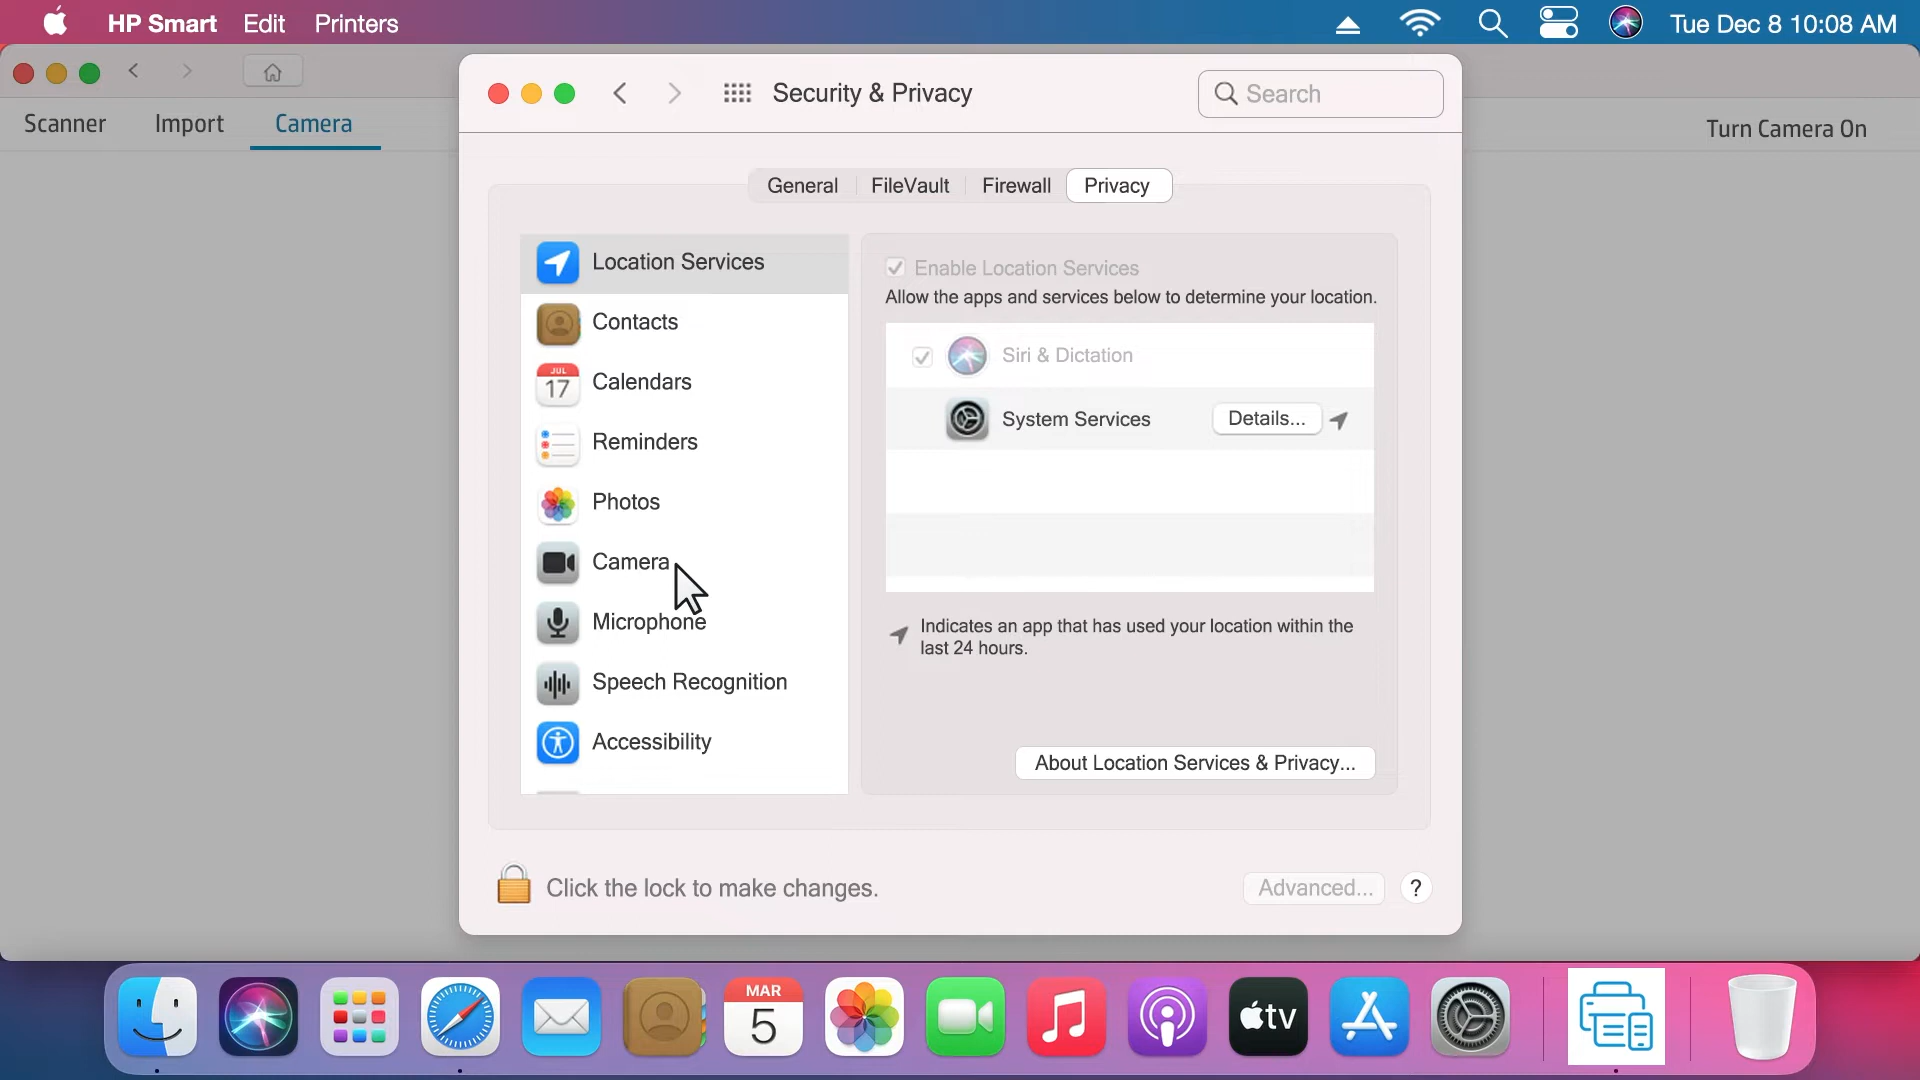 HP Smart Edit Printers
Tue Dec 8 10:08 AM
Scanner Import Camera
Turn Camera On
Security & Privacy
Search
General FileVault Firewall Privacy
Location Services
Contacts
JUL
17
Calendars
Reminders
Photos
Camera
Microphone
Speech Recognition
Accessibility
Enable Location Services
Allow the apps and services below to determine your location.
Siri & Dictation
System Services Details...
Indicates an app that has used your location within the
last 24 hours.
About Location Services & Privacy...
Click the lock to make changes.
Advanced... ?
MAR
5
tv